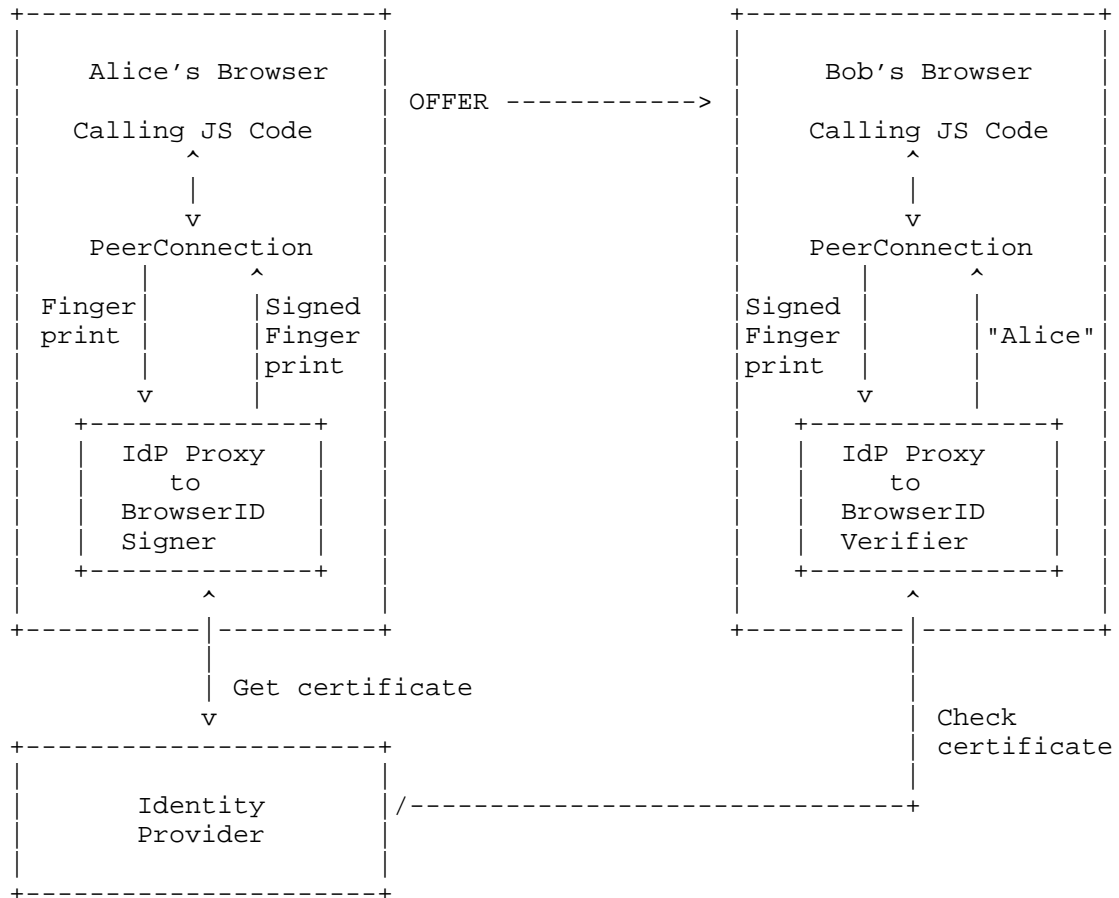 Alice's Browser
Bob's Browser
OFFER ------------>
Calling JS Code
Calling JS Code
PeerConnection
PeerConnection
Finger
print
Signed
Finger
print
Signed
Finger
print
"Alice"
IdP Proxy
to
BrowserID
Signer
IdP Proxy
to
BrowserID
Verifier
Get certificate
Check
certificate
Identity
Provider